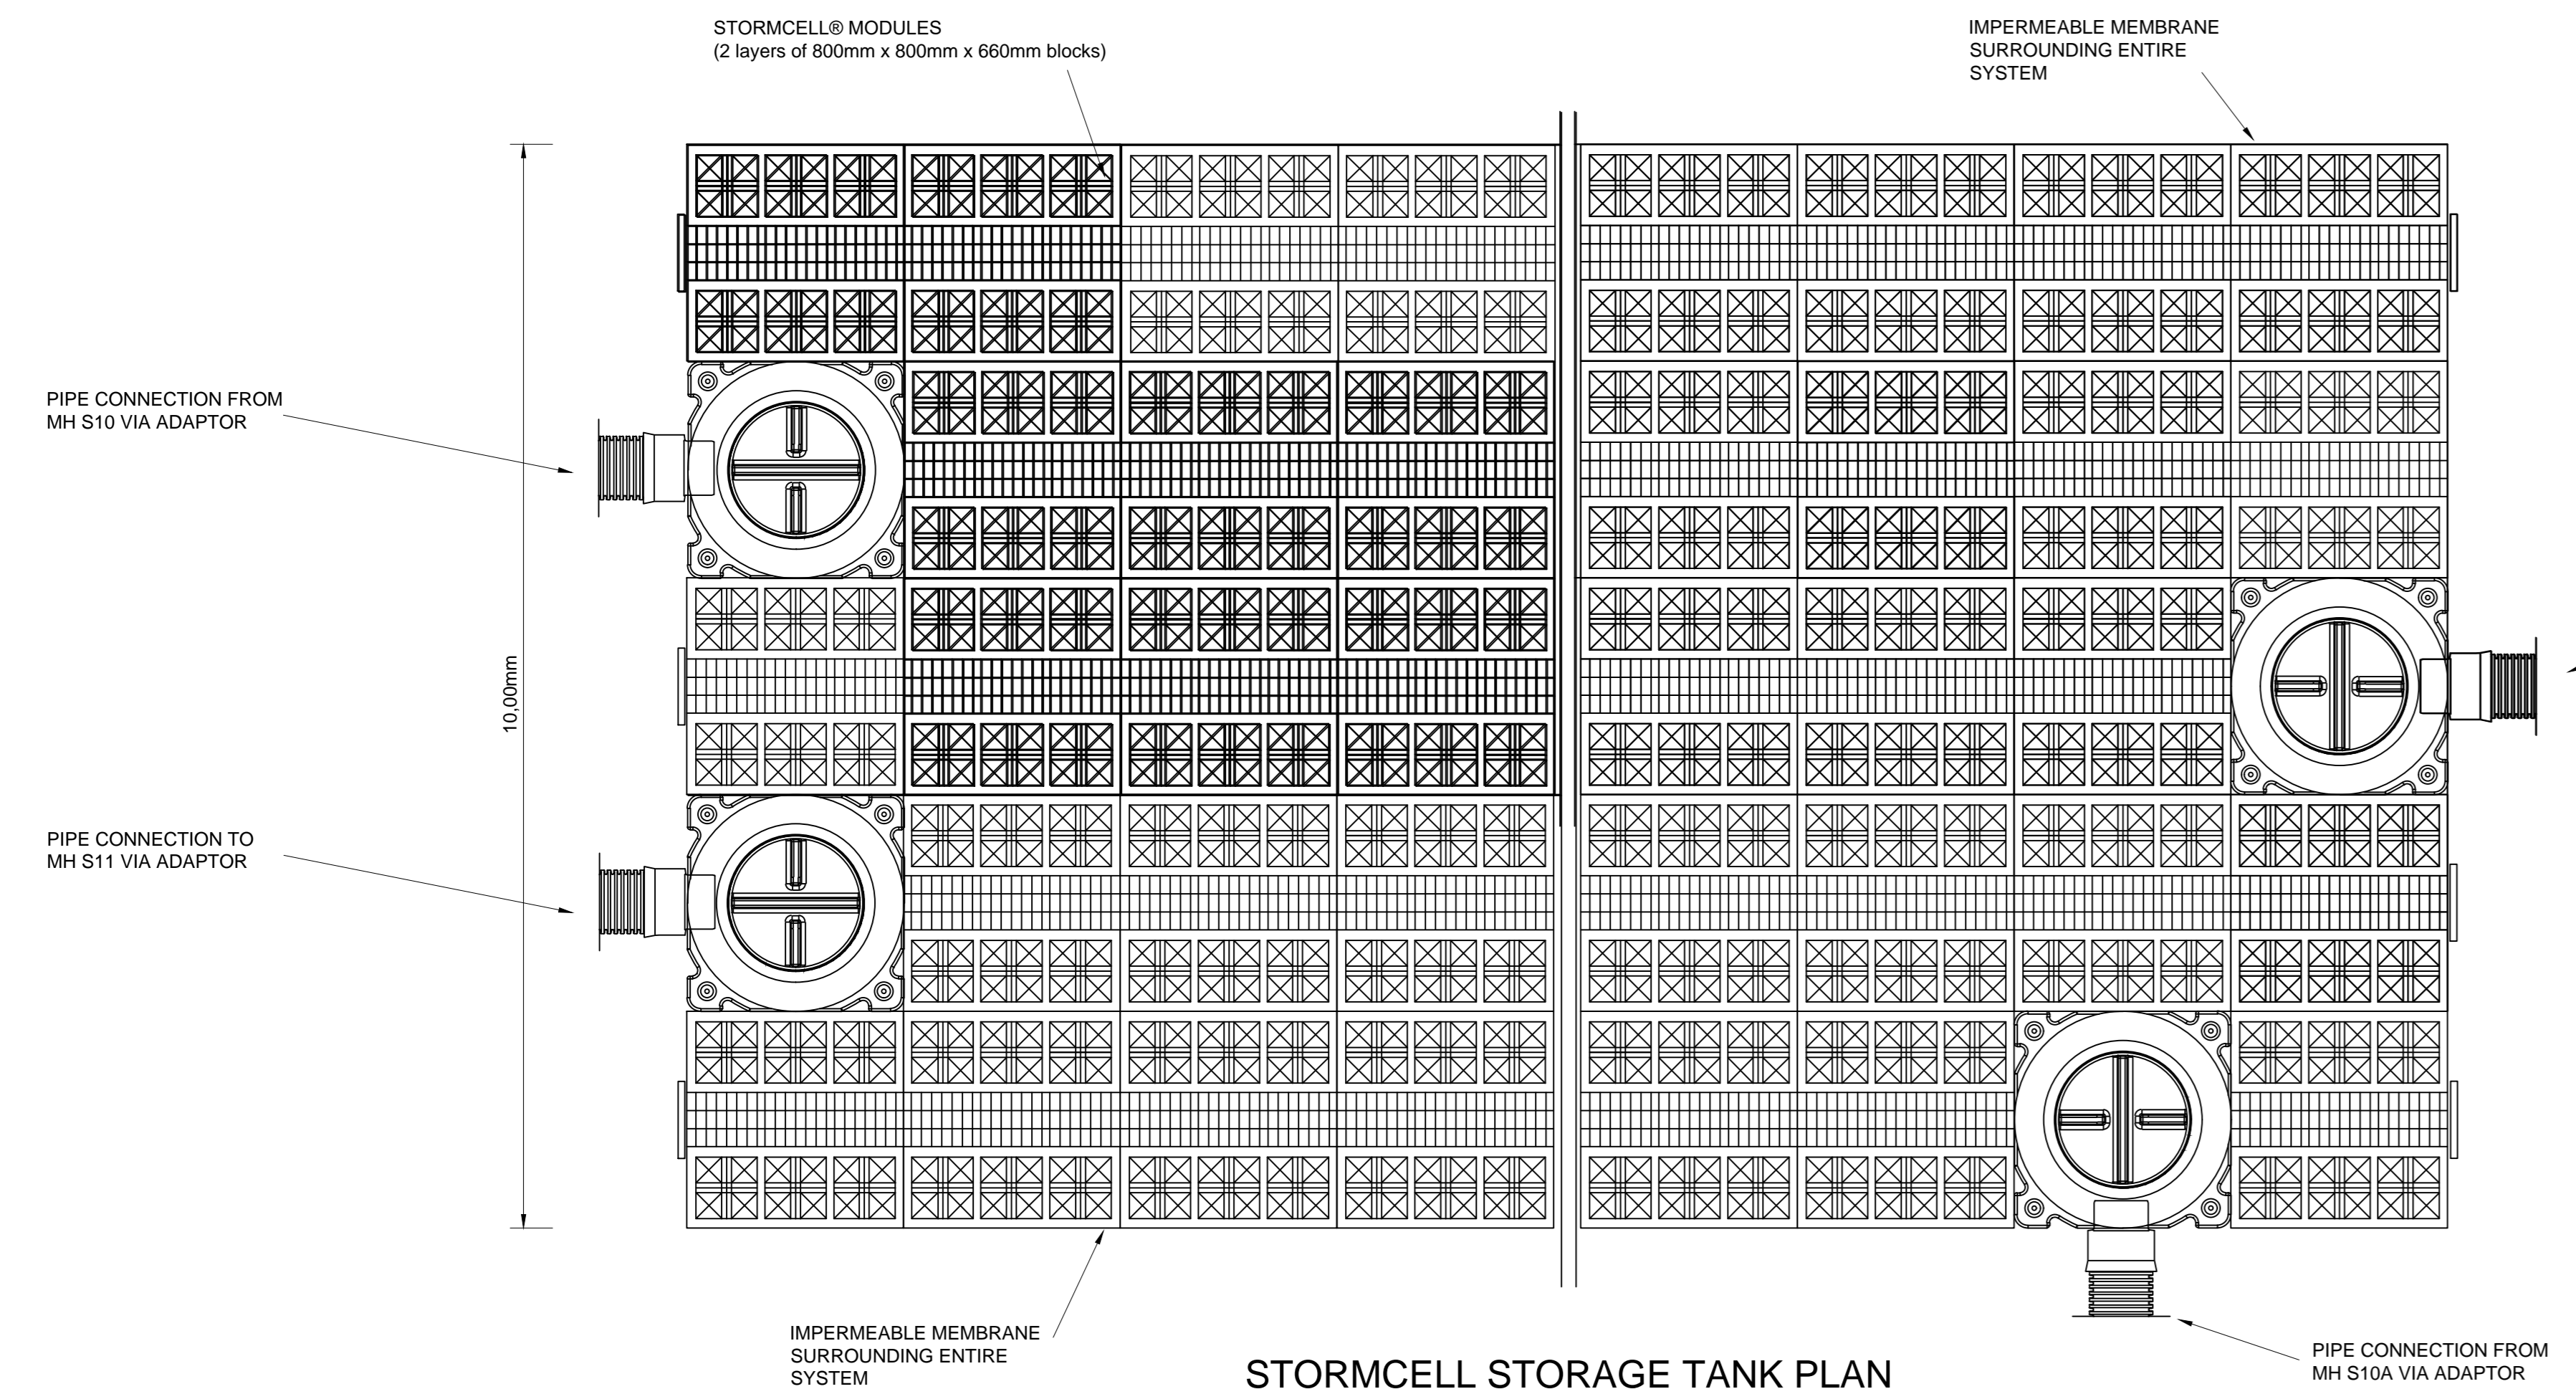 STORMCELL® MODULES
(2 layers of 800mm x 800mm x 660mm blocks)
IMPERMEABLE MEMBRANE
SURROUNDING ENTIRE
SYSTEM
PIPE CONNECTION FROM
MH S10 VIA ADAPTOR
10,00mm
PIPE CONNECTION TO
MH S11 VIA ADAPTOR
IMPERMEABLE MEMBRANE
SURROUNDING ENTIRE
SYSTEM
STORMCELL STORAGE TANK PLAN
PIPE CONNECTION FROM
MH S10A VIA ADAPTOR